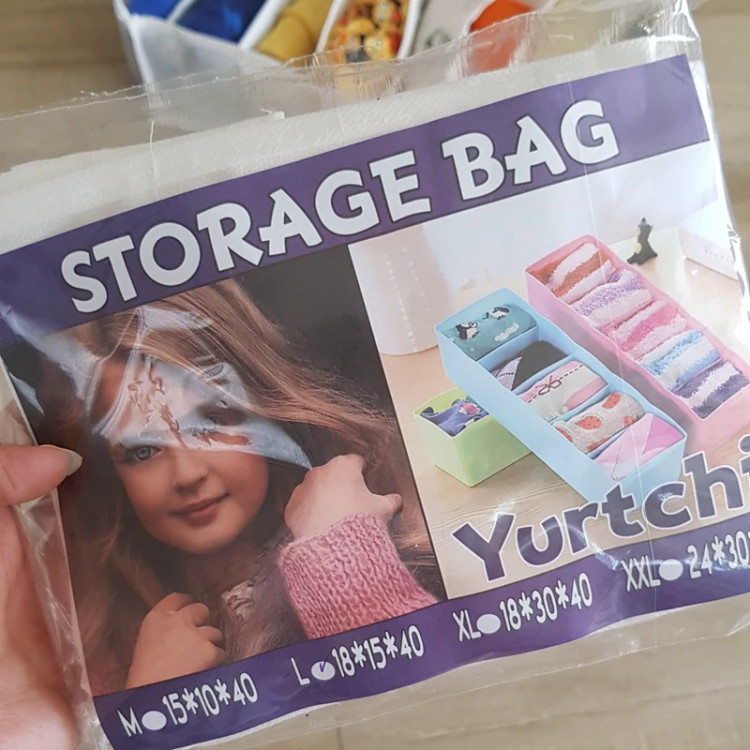 STORAGE BAG
Yurtchi
M 15*10*40 L 18*15*40 XL 18*30*40 XXL 24*30